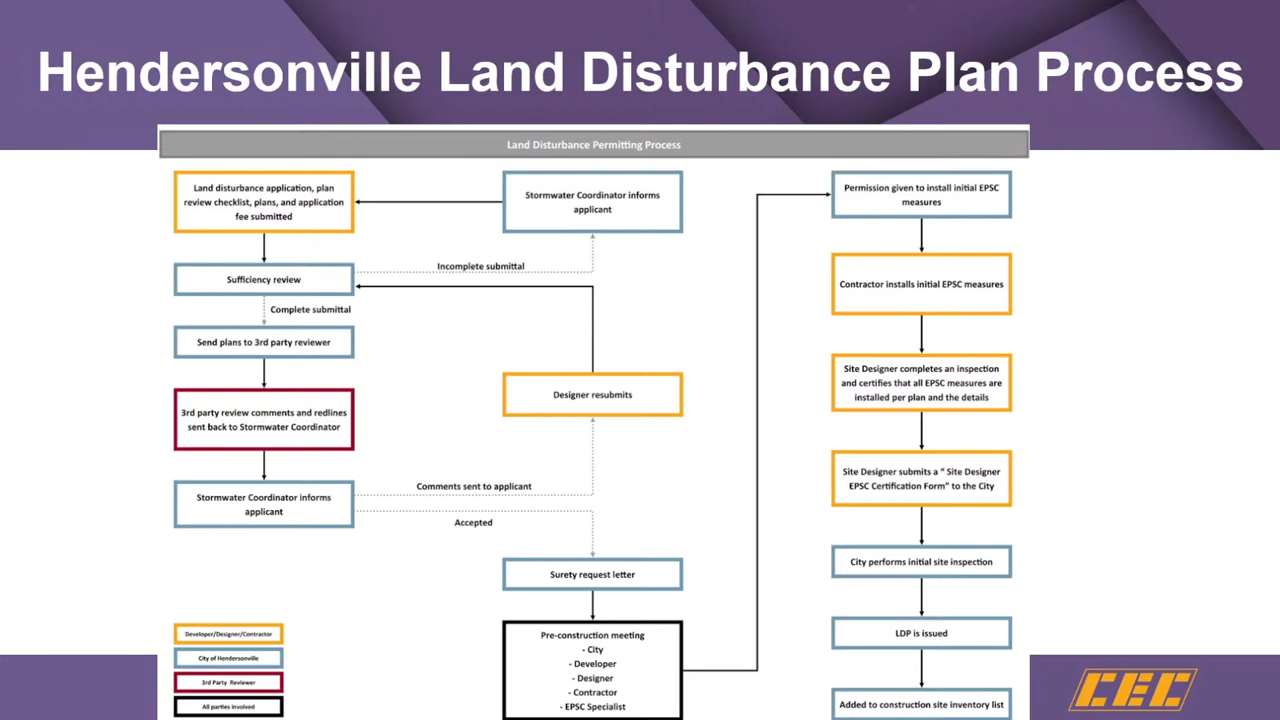 Hendersonville Land Disturbance Plan Process
Land Disturbance Permitting Process
Land disturbance application, plan
review checklist, plans, and application
fee submitted
Sufficiency review
Complete submittal
Send plans to 3rd party reviewer
3rd party review comments and redlines
sent back to Stormwater Coordinator
Stormwater Coordinator informs
applicant
Stormwater Coordinator informs
applicant
Incomplete submittal
Designer resubmits
Comments sent to applicant
Accepted
Surety request letter
Pre-construction meeting
- City
- Developer
- Designer
- Contractor
- EPSC Specialist
Permission given to install initial EPSC
measures
Contractor installs initial EPSC measures
Site Designer completes an inspection
and certifies that all EPSC measures are
installed per plan and the details
Site Designer submits a “ Site Designer
EPSC Certification Form” to the City
City performs initial site inspection
LDP is issued
Added to construction site inventory list
Developer/Designer/Contractor
City of Hendersonville
3rd Party Reviewer
All parties involved
CEC